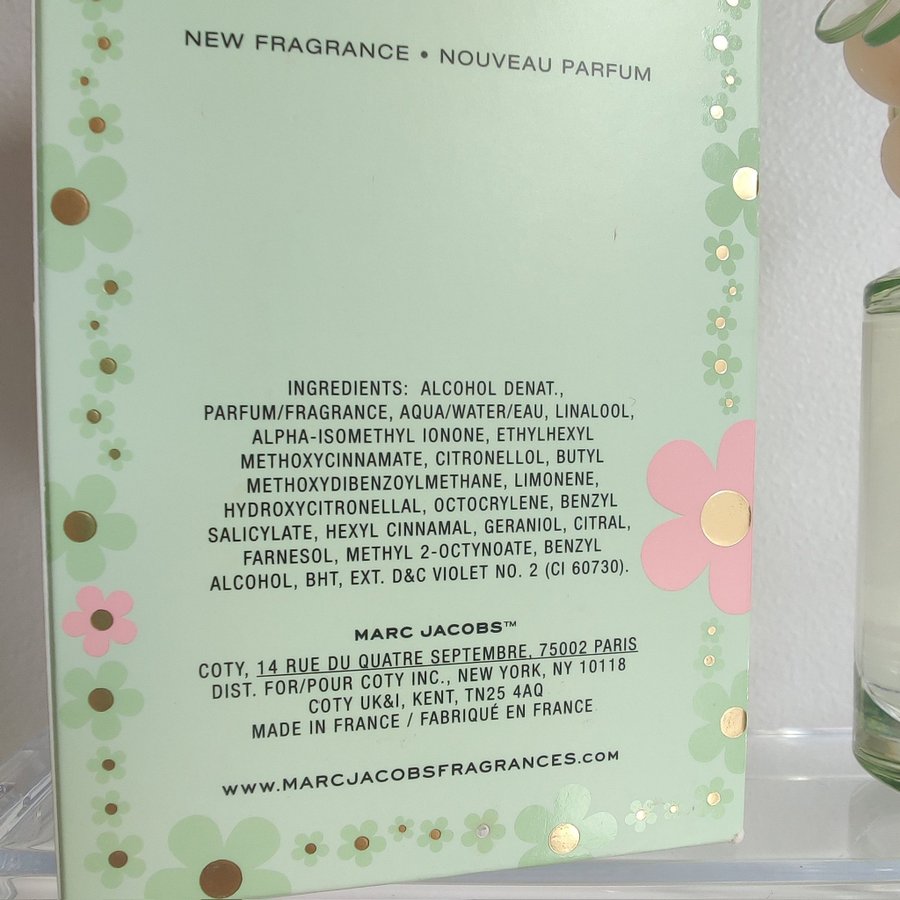 NEW FRAGRANCE • NOUVEAU PARFUM
INGREDIENTS: ALCOHOL DENAT.,
PARFUM/FRAGRANCE, AQUA/WATER/EAU, LINALOOL,
ALPHA-ISOMETHYL IONONE, ETHYLHEXYL
METHOXYCINNAMATE, CITRONELLOL, BUTYL
METHOXYDIBENZOYLMETHANE, LIMONENE,
HYDROXYCITRONELLAL, OCTOCRYLENE, BENZYL
SALICYLATE, HEXYL CINNAMAL, GERANIOL, CITRAL,
FARNESOL, METHYL 2-OCTYNOATE, BENZYL
ALCOHOL, BHT, EXT. D&C VIOLET NO. 2 (CI 60730).
MARC JACOBS™
COTY, 14 RUE DU QUATRE SEPTEMBRE, 75002 PARIS
DIST. FOR/POUR COTY INC., NEW YORK, NY 10118
COTY UK&I, KENT, TN25 4AQ
MADE IN FRANCE / FABRIQUÉ EN FRANCE
WWW.MARCJACOBSFRAGRANCES.COM